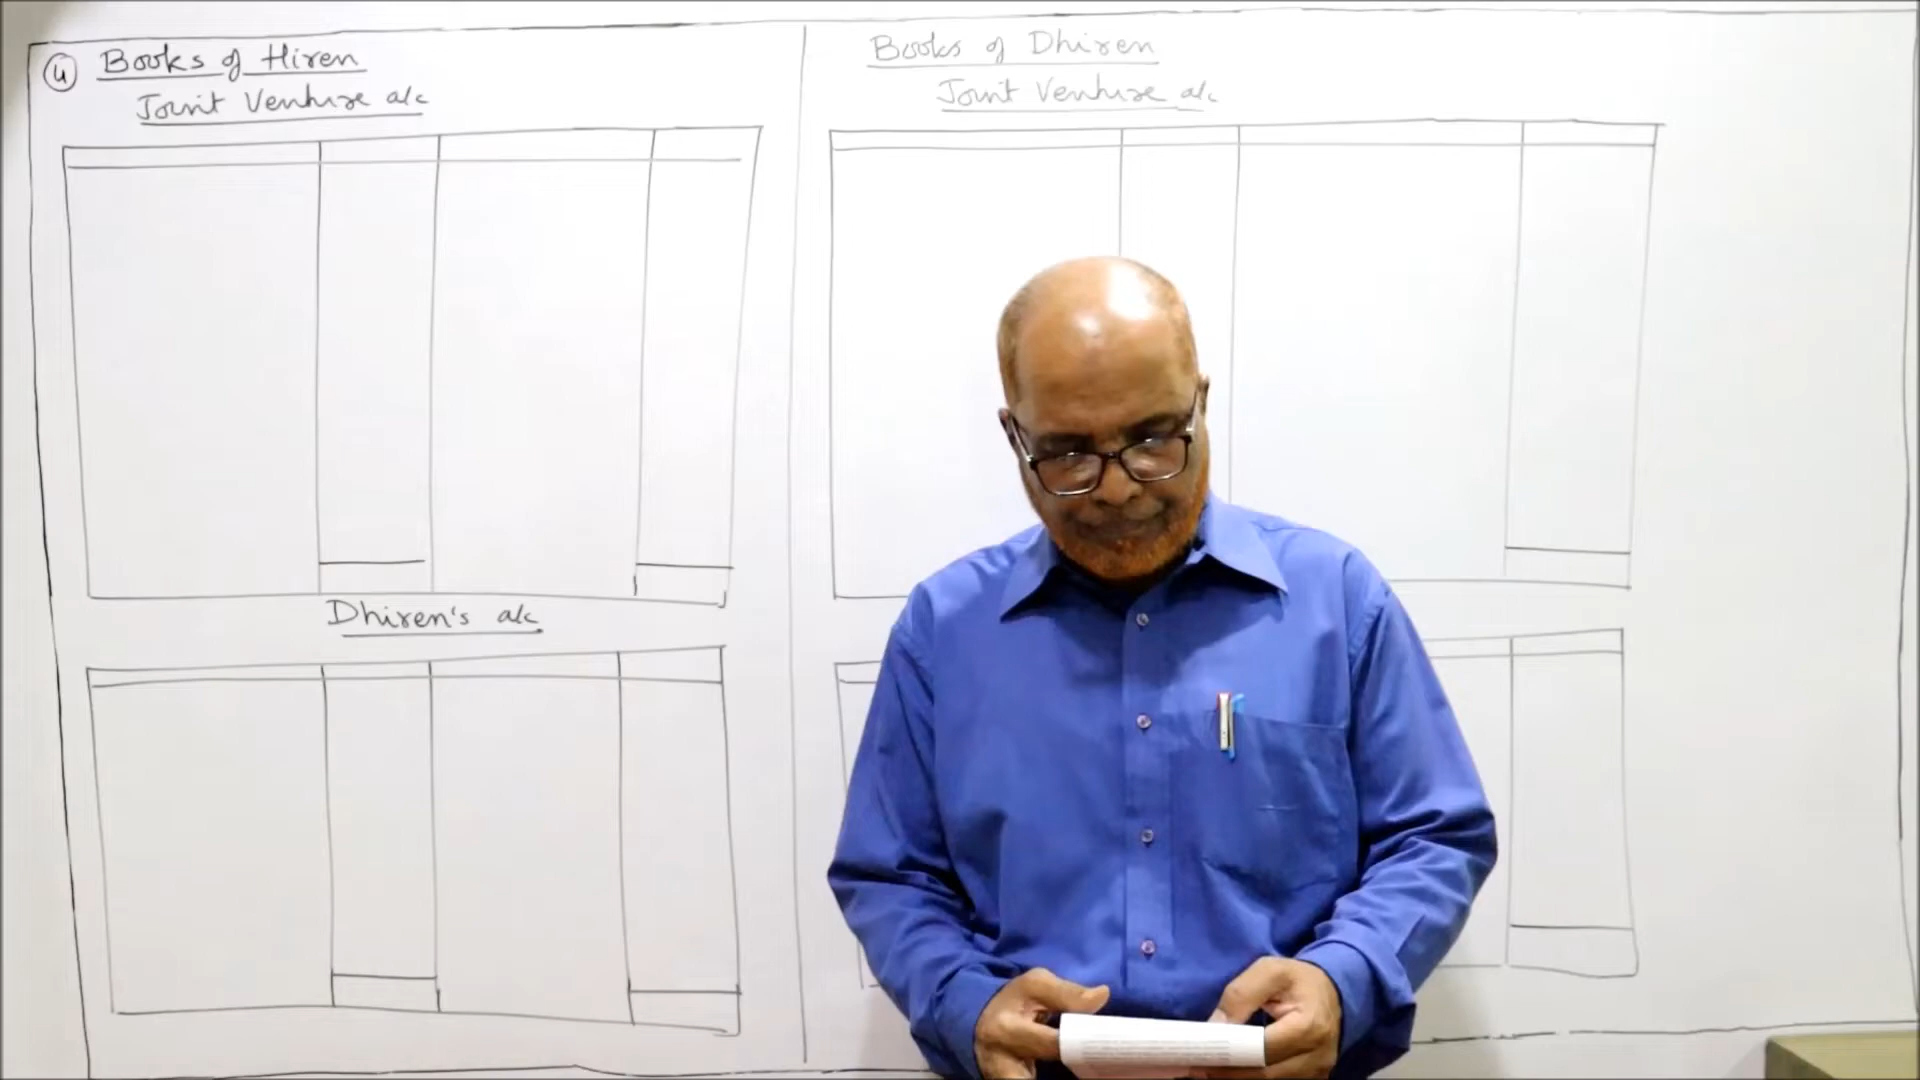 4 Books of Hiren
Joint Venture a/c
Dhiren's a/c
Books of Dhiren
Joint Venture a/c